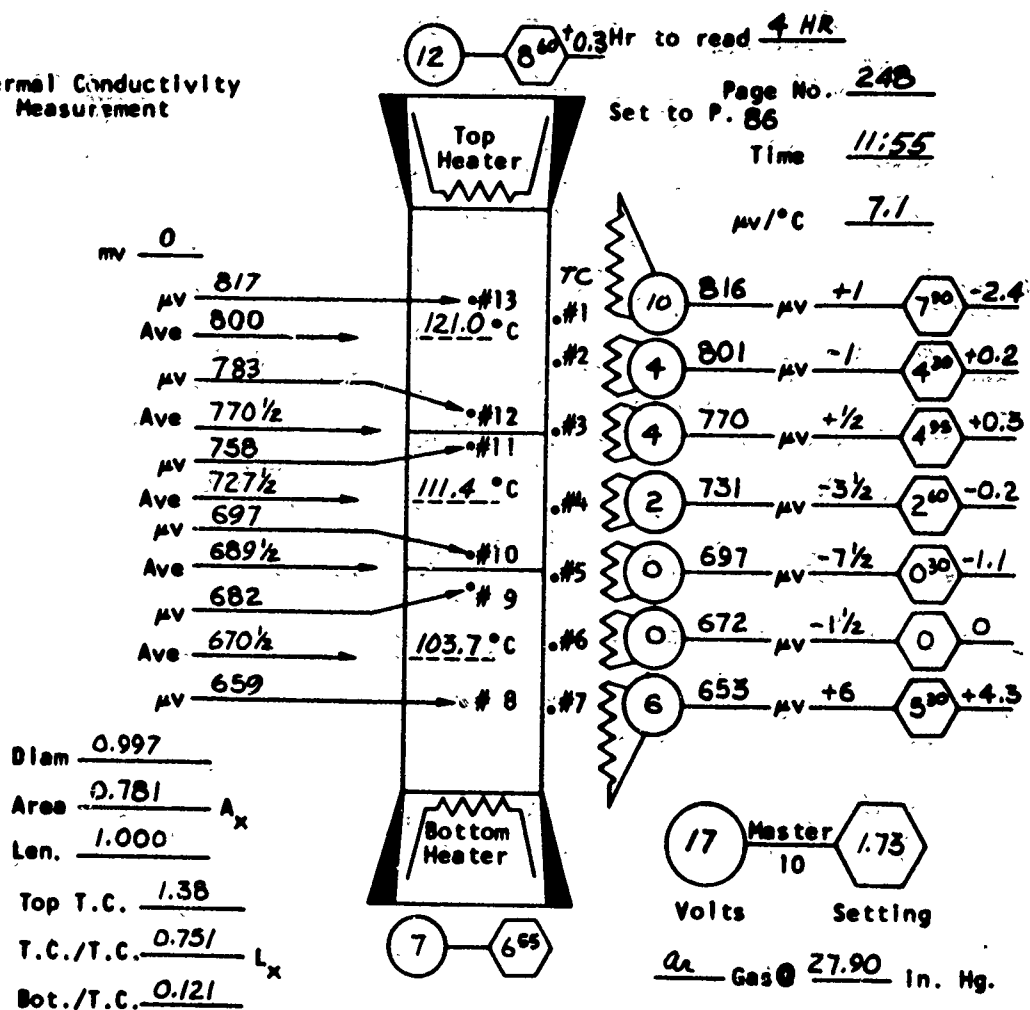 12 8⁶⁰ +0.3 Hr to read 4 HR
ermal Conductivity
Measurement
Page No. 248
Set to P. 86
Time 11:55
μv/°C 7.1
Top
Heater
mv 0
TC
μv 817 #13
Ave 800 121.0 °C
μv 783 #12
Ave 770½
μv 758 #11
Ave 727½ 111.4 °C
μv 697 #10
Ave 689½
μv 682 # 9
Ave 670½ 103.7 °C
μv 659 # 8
#1 10 816 μv +1 7⁹⁰ -2.4
#2 4 801 μv -1 4³⁰ +0.2
#3 4 770 μv +½ 4⁹⁵ +0.3
#4 2 731 μv -3½ 2⁶⁰ -0.2
#5 0 697 μv -7½ 0³⁰ -1.1
#6 0 672 μv -1½ 0 0
#7 6 653 μv +6 5³⁰ +4.3
Diam 0.997
Area 0.781 Aₓ
Len. 1.000
Top T.C. 1.38
T.C./T.C. 0.751 Lₓ
Bot./T.C. 0.121
Bottom
Heater
7 6⁶⁵
17 Master 1.73
10
Volts Setting
ar Gas@ 27.90 in. Hg.